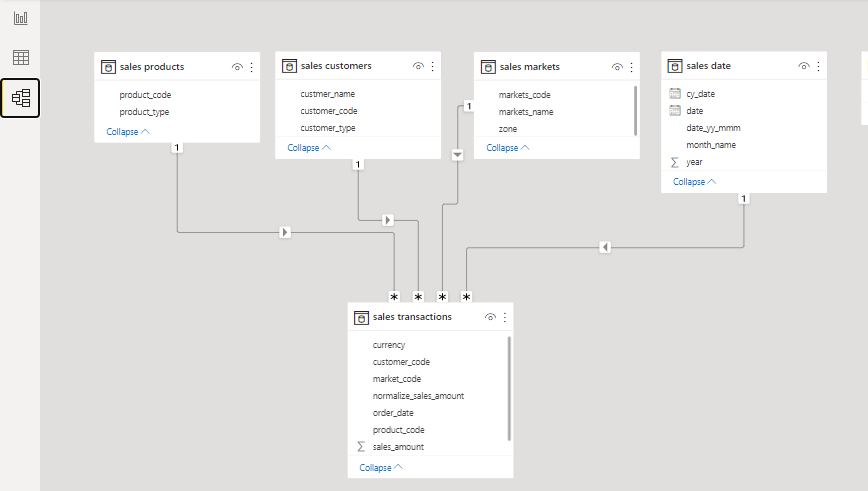 sales products
product_code
product_type
Collapse
1
sales customers
custmer_name
customer_code
customer_type
Collapse
1
sales markets
markets_code
markets_name
zone
Collapse
1
sales date
cy_date
date
date_yy_mmm
month_name
Σ year
Collapse
1
* * * *
sales transactions
currency
customer_code
market_code
normalize_sales_amount
order_date
product_code
Σ sales_amount
Collapse